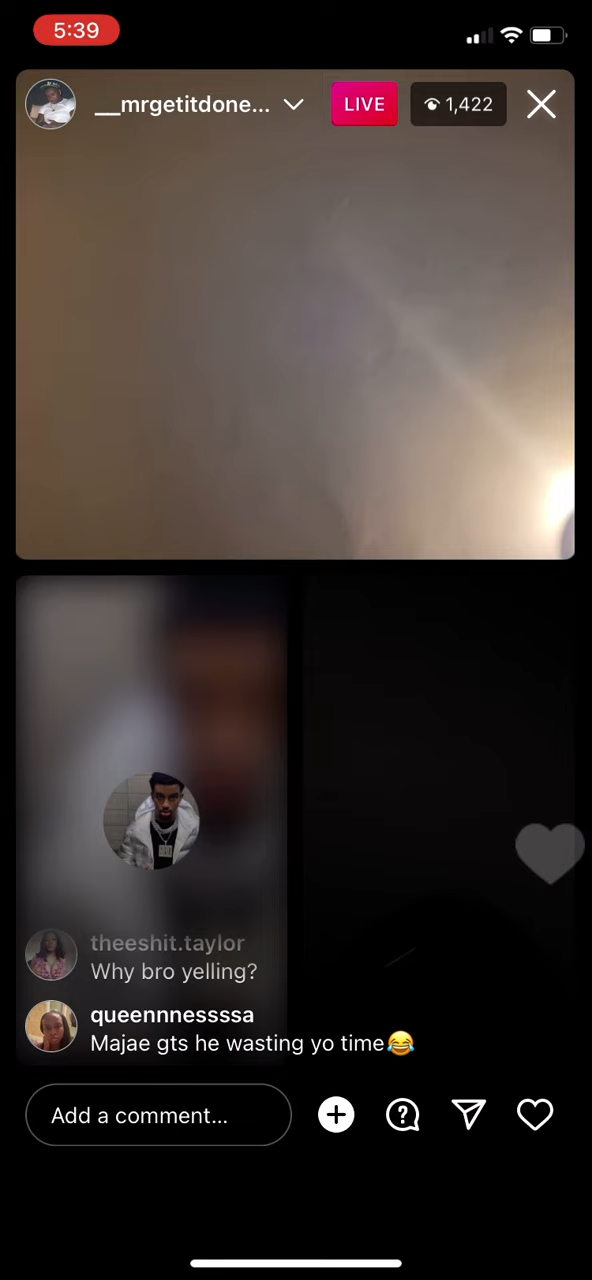 5:39
__mrgetitdone...
LIVE
1,422
theeshit.taylor
Why bro yelling?
queennnessssa
Majae gts he wasting yo time😂
Add a comment...